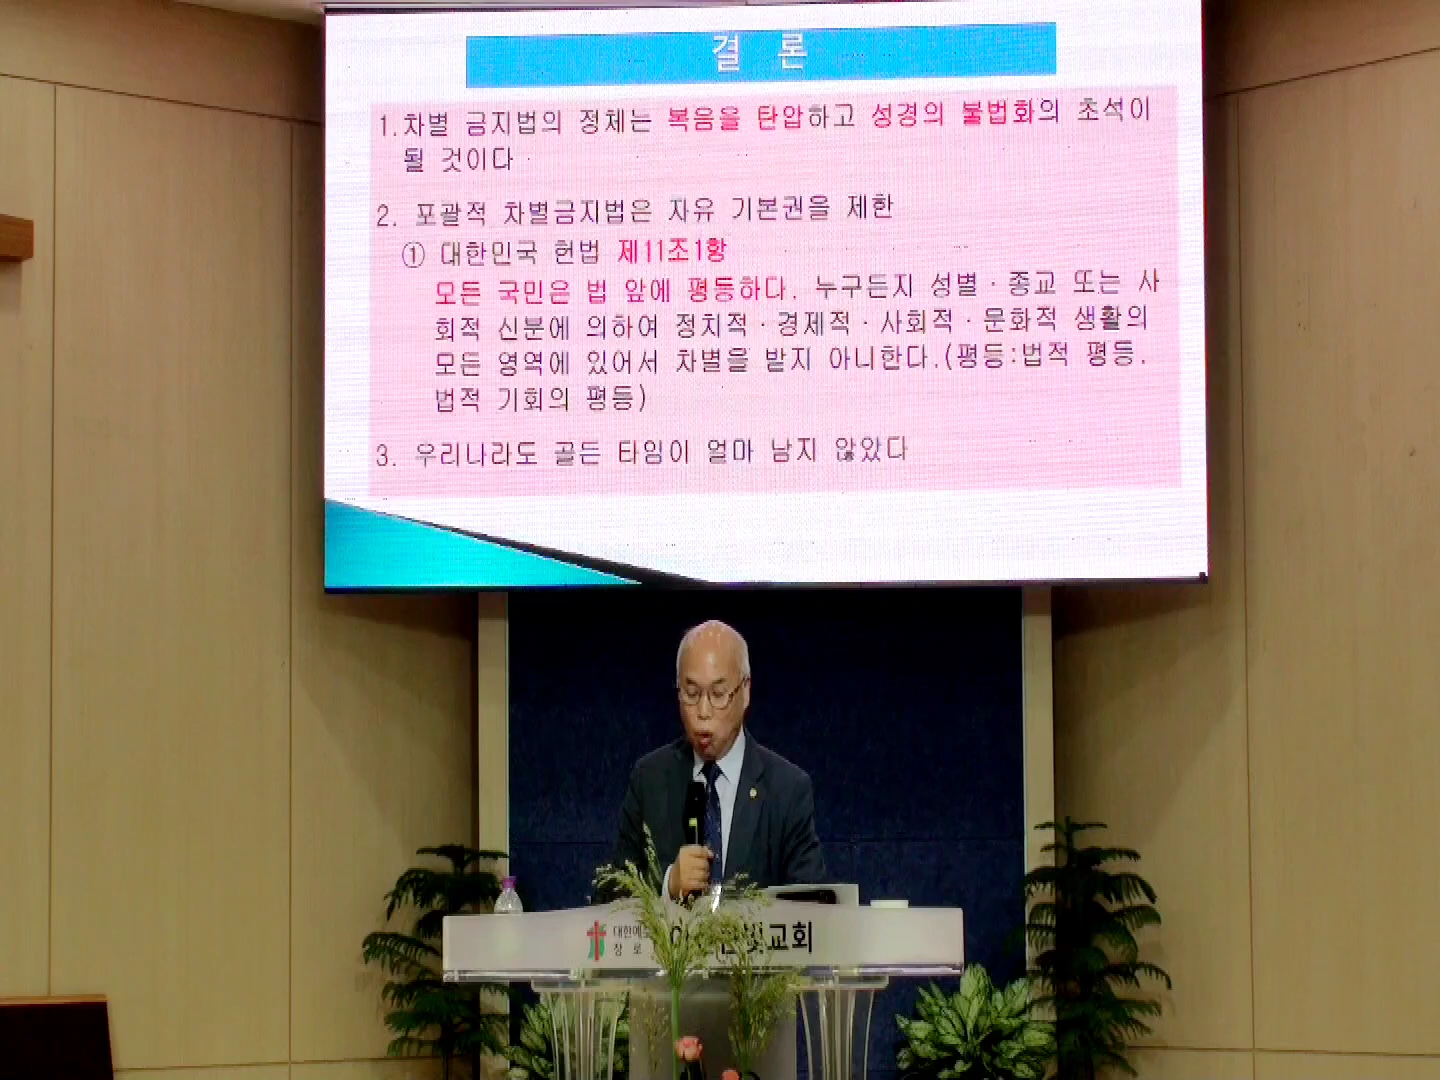 결 론
1.차별 금지법의 정체는 복음을 탄압하고 성경의 불법화의 초석이
될 것이다
2. 포괄적 차별금지법은 자유 기본권을 제한
① 대한민국 헌법 제11조1항
모든 국민은 법 앞에 평등하다. 누구든지 성별·종교 또는 사
회적 신분에 의하여 정치적·경제적·사회적·문화적 생활의
모든 영역에 있어서 차별을 받지 아니한다.(평등:법적 평등.
법적 기회의 평등)
3. 우리나라도 골든 타임이 얼마 남지 않았다
대한예
장 로
교회